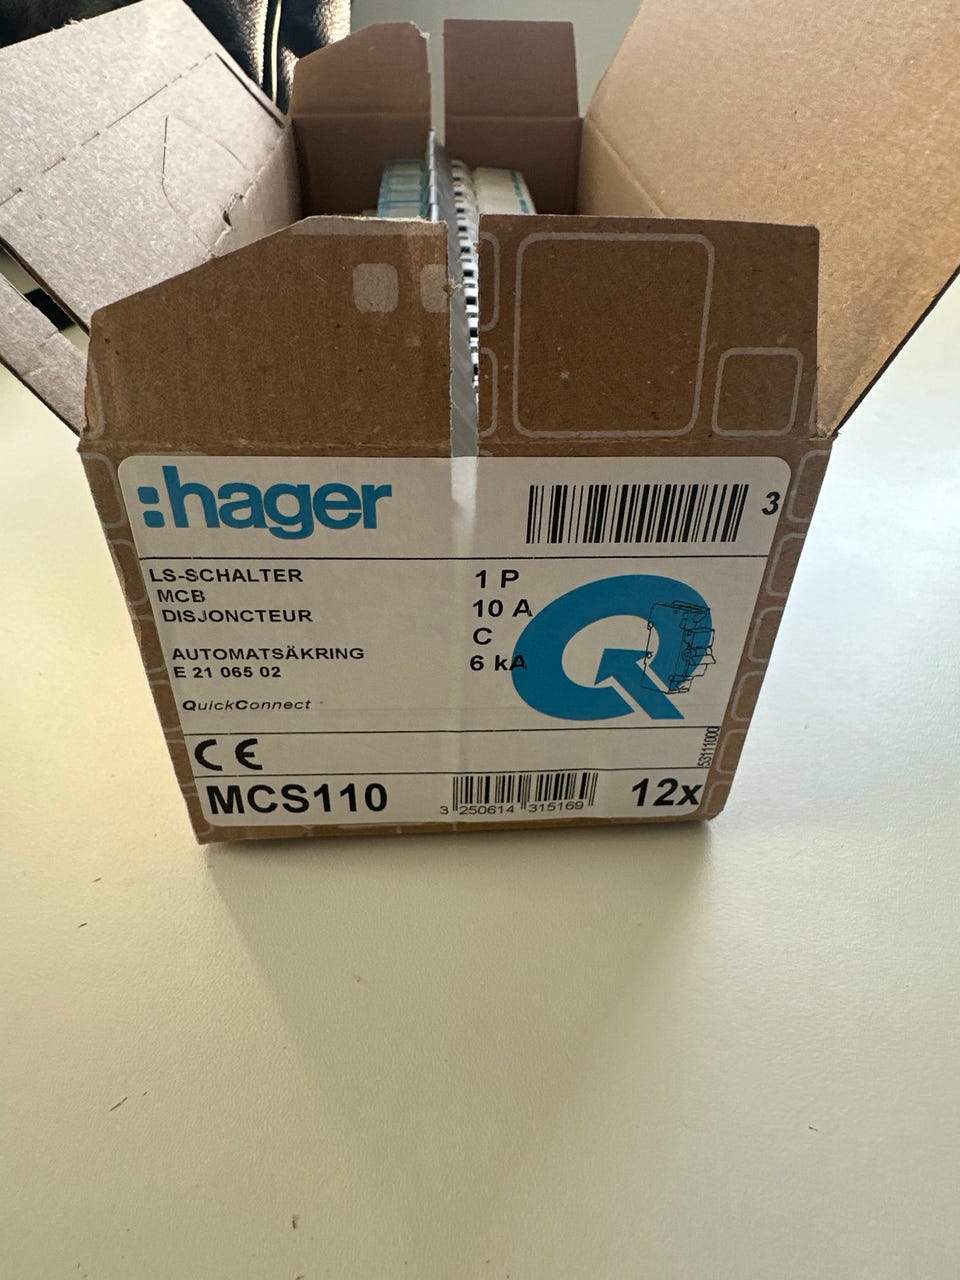 :hager
3
LS-SCHALTER
MCB
DISJONCTEUR
AUTOMATSÄKRING
E 21 065 02
QuickConnect
1 P
10 A
C
6 kA
CE
53111000
MCS110
3 250614 315169
12x